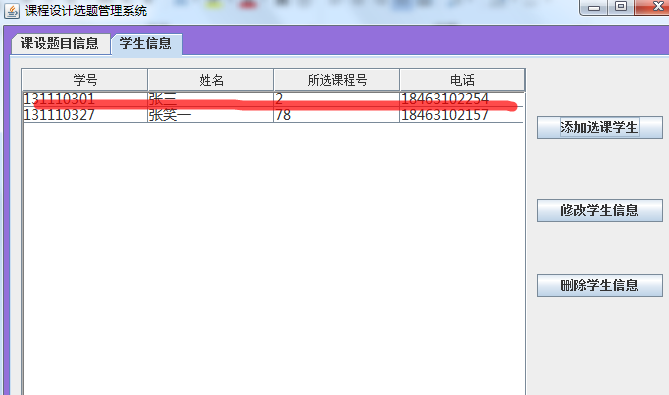 课程设计选题管理系统
课设题目信息 学生信息
学号 姓名 所选课程号 电话
131110301 张三 2 18463102254
131110327 张笑一 78 18463102157
添加选课学生
修改学生信息
删除学生信息